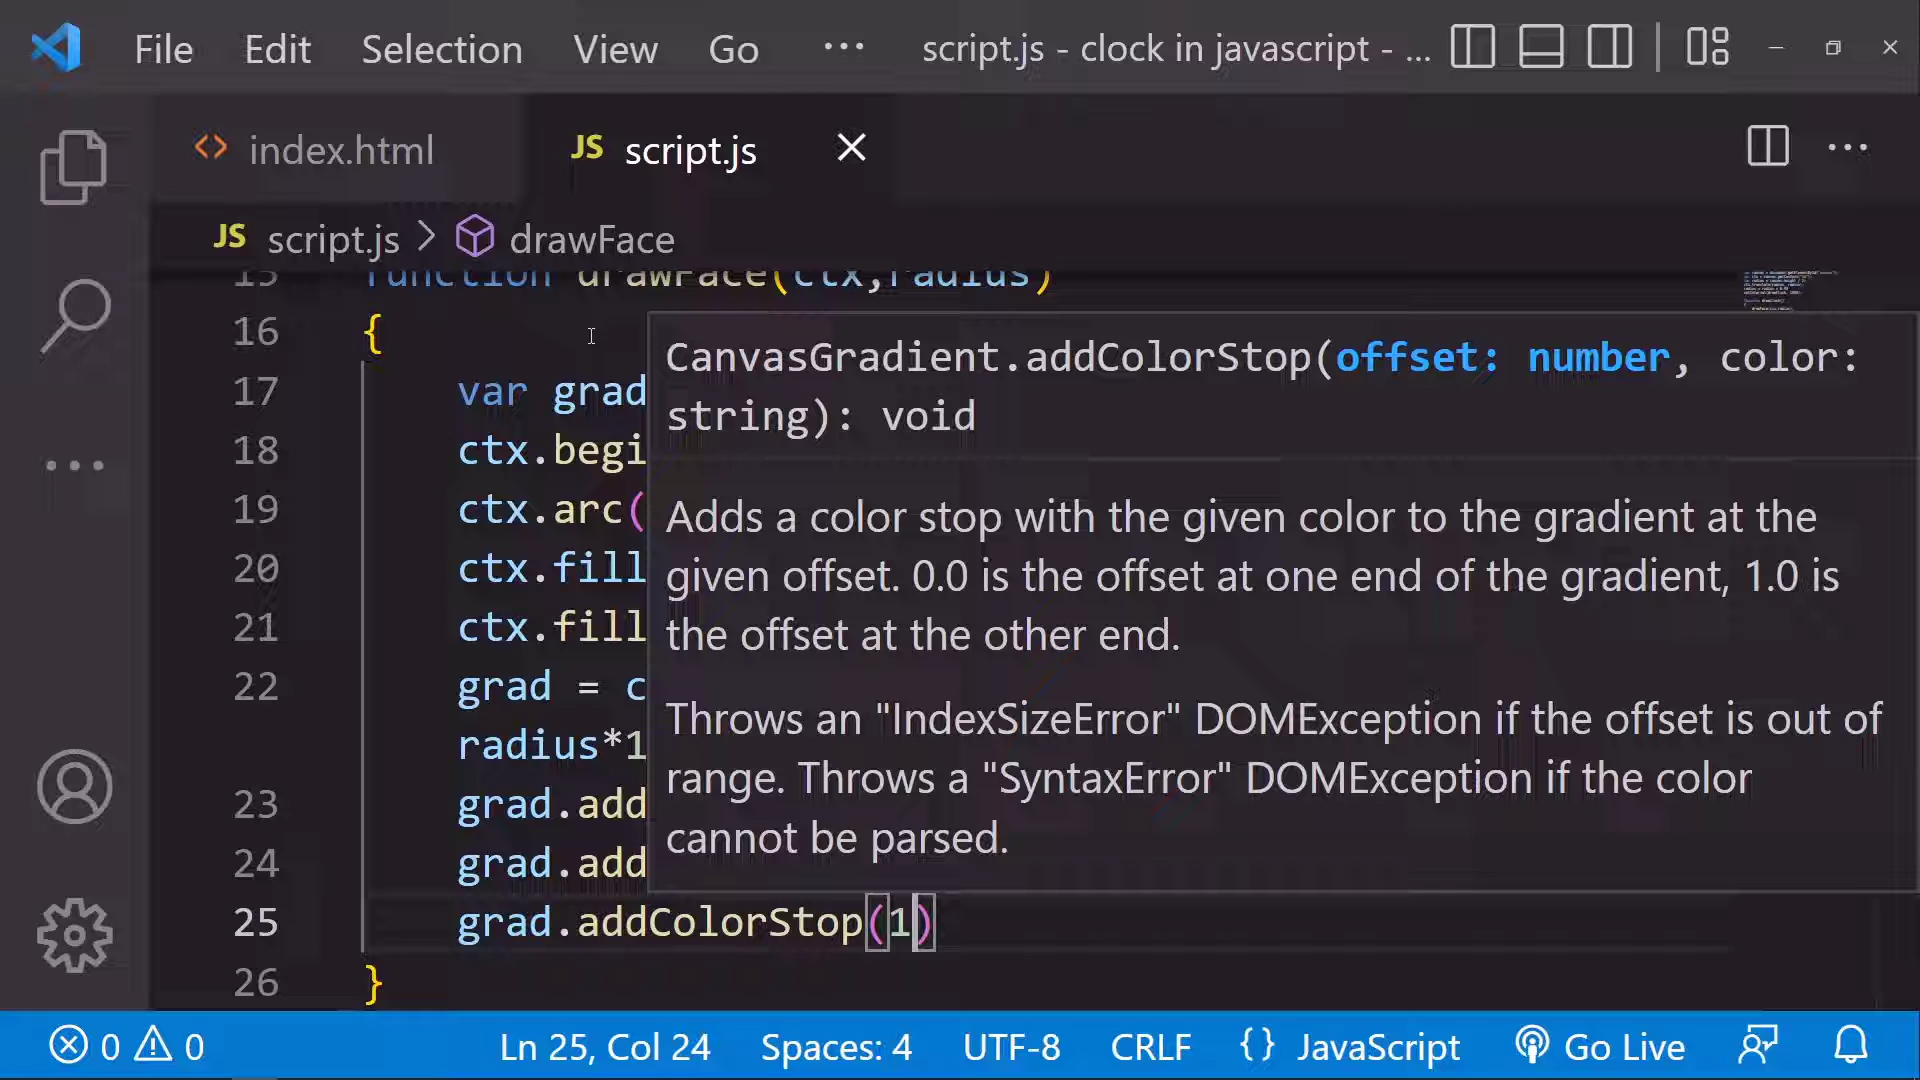 File Edit Selection View Go ··· script.js - clock in javascript - ...
index.html JS script.js
JS script.js > drawFace
15 function drawFace(ctx,radius)
16 {
CanvasGradient.addColorStop(offset: number, color:
string): void
17 var grad
18 ctx.begi
19 ctx.arc(
Adds a color stop with the given color to the gradient at the
given offset. 0.0 is the offset at one end of the gradient, 1.0 is
the offset at the other end.
20 ctx.fill
21 ctx.fill
22 grad = c
radius*1
Throws an "IndexSizeError" DOMException if the offset is out of
range. Throws a "SyntaxError" DOMException if the color
cannot be parsed.
23 grad.add
24 grad.add
25 grad.addColorStop(1)
26 }
0 0 Ln 25, Col 24 Spaces: 4 UTF-8 CRLF {} JavaScript Go Live